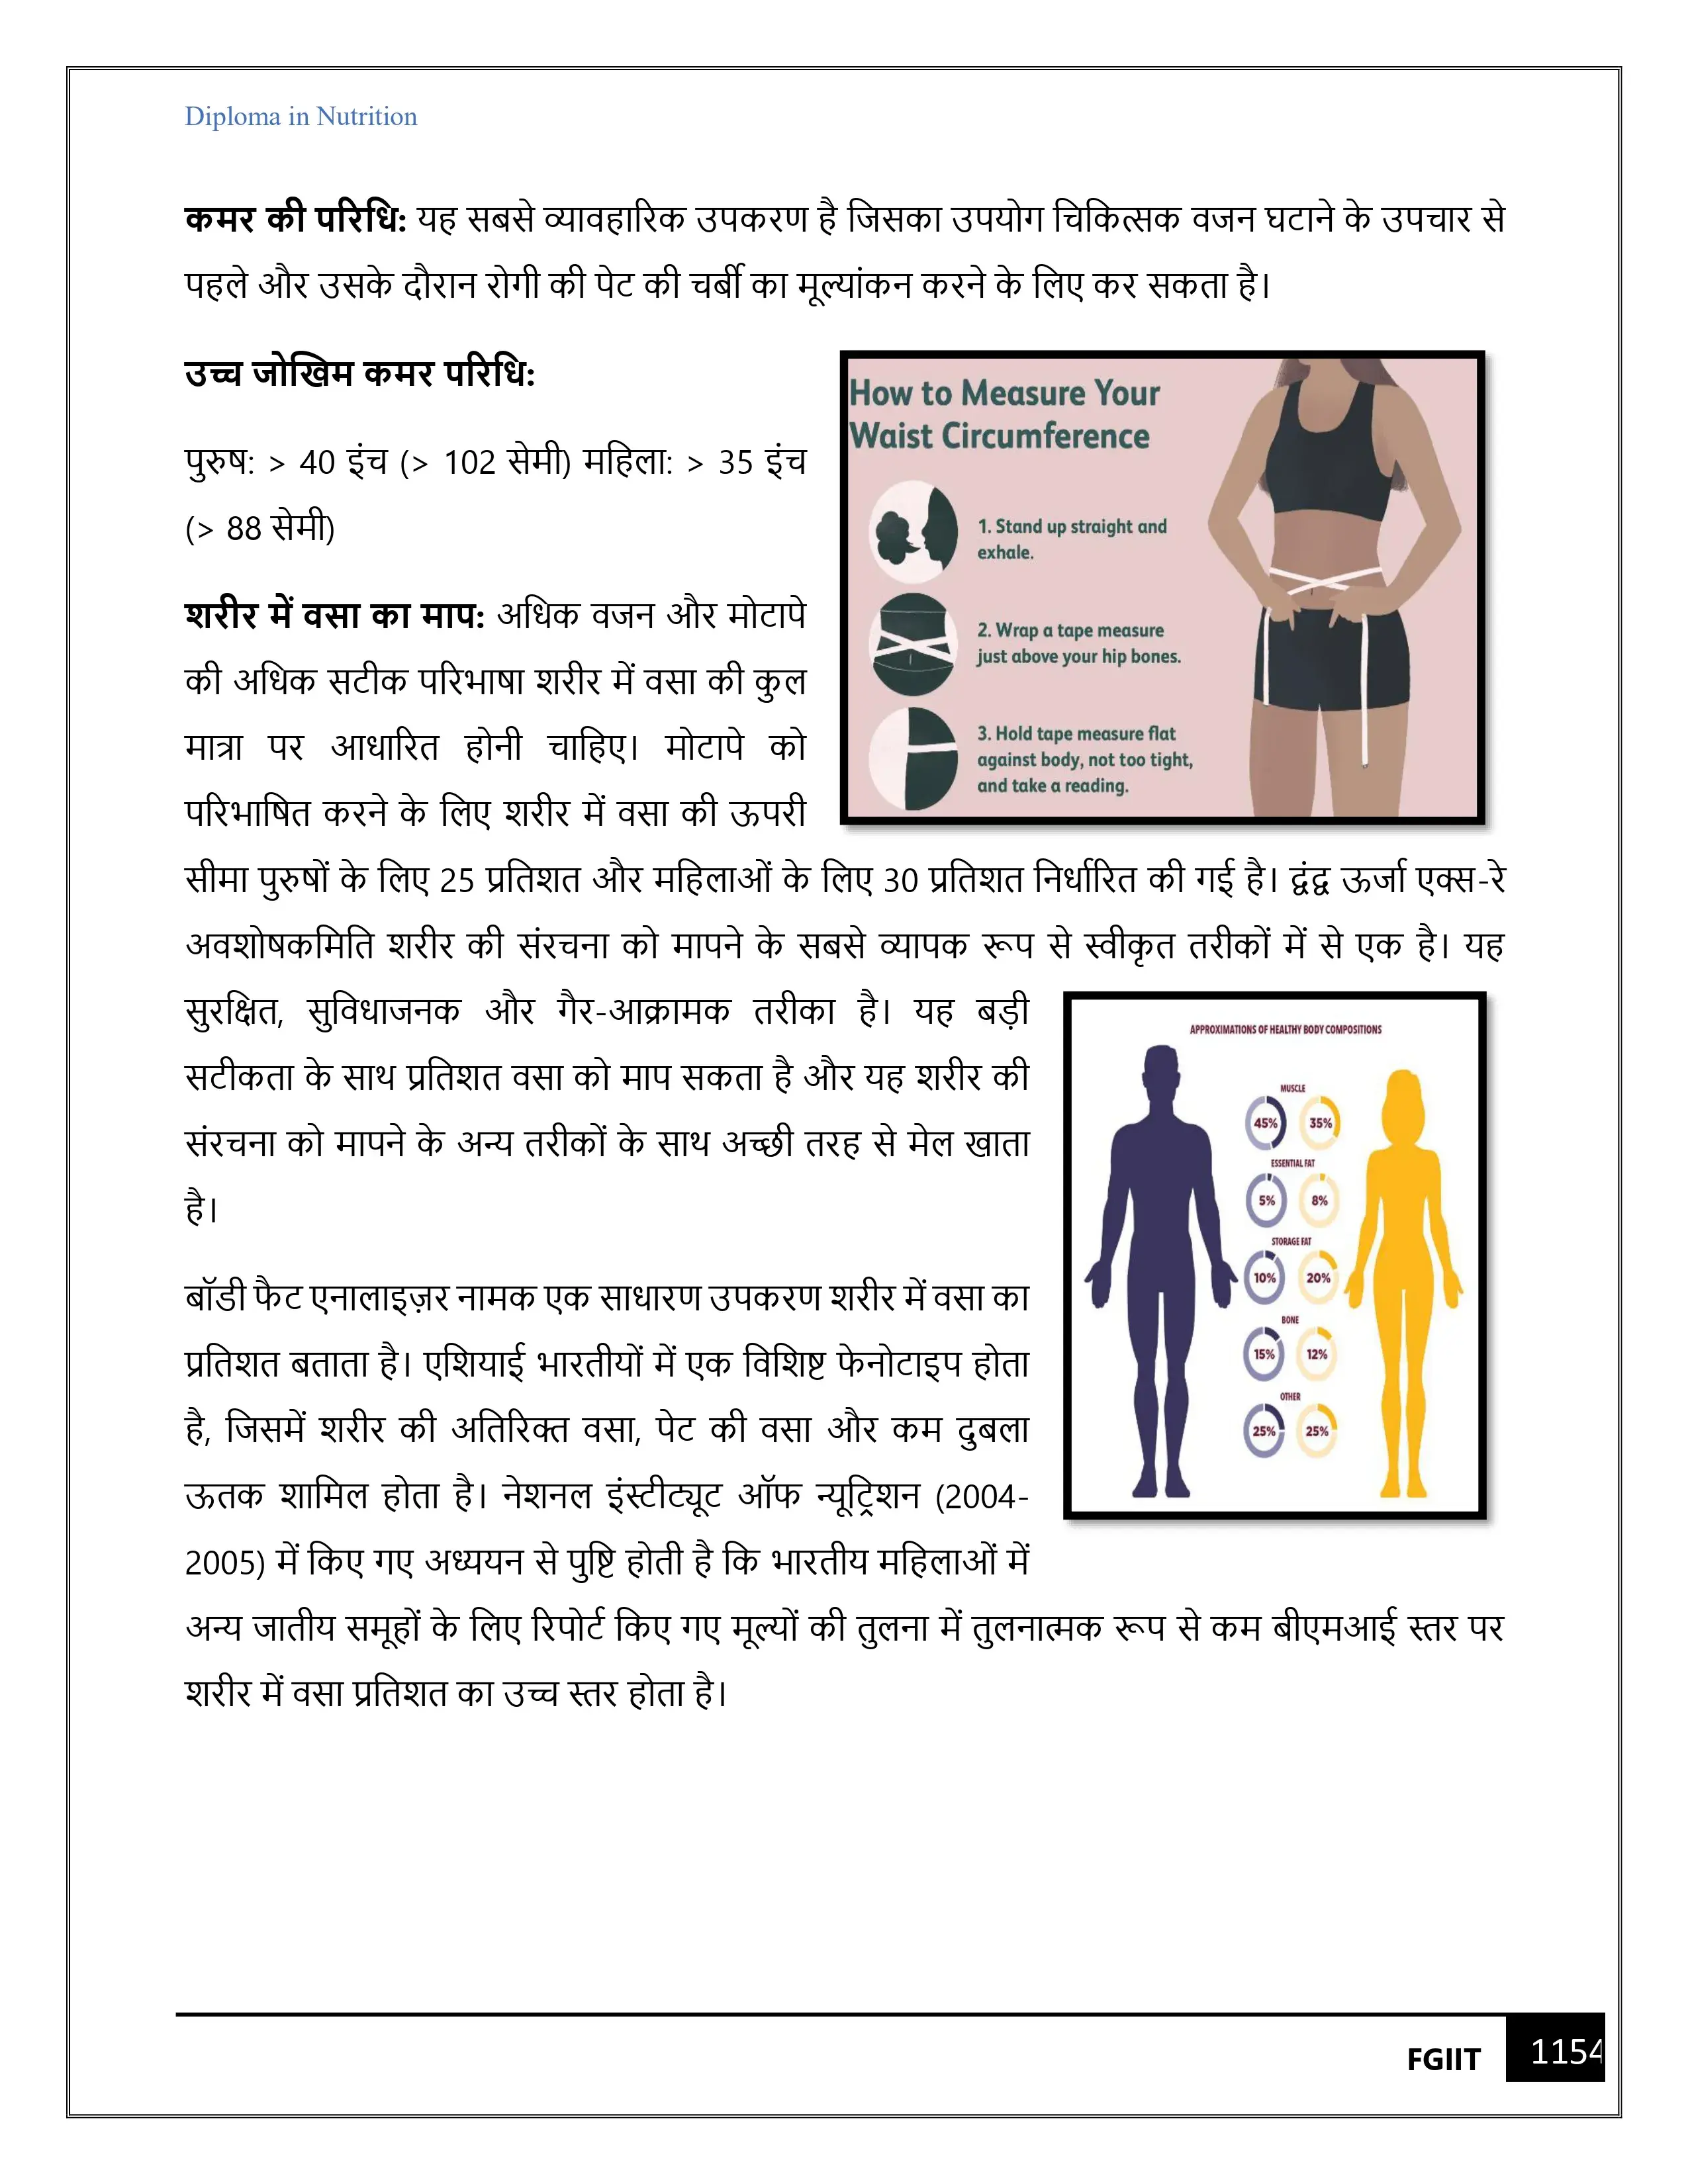 Diploma in Nutrition
कमर की परिधि: यह सबसे व्यावहारिक उपकरण है जिसका उपयोग चिकित्सक वजन घटाने के उपचार से
पहले और उसके दौरान रोगी की पेट की चर्बी का मूल्यांकन करने के लिए कर सकता है।
उच्च जोखिम कमर परिधि:
पुरुष: > 40 इंच (> 102 सेमी) महिला: > 35 इंच
(> 88 सेमी)
How to Measure Your
Waist Circumference
1. Stand up straight and
exhale.
2. Wrap a tape measure
just above your hip bones.
3. Hold tape measure flat
against body, not too tight,
and take a reading.
शरीर में वसा का माप: अधिक वजन और मोटापे
की अधिक सटीक परिभाषा शरीर में वसा की कुल
मात्रा पर आधारित होनी चाहिए। मोटापे को
परिभाषित करने के लिए शरीर में वसा की ऊपरी
सीमा पुरुषों के लिए 25 प्रतिशत और महिलाओं के लिए 30 प्रतिशत निर्धारित की गई है। द्वंद्व ऊर्जा एक्स-रे
अवशोषकमिति शरीर की संरचना को मापने के सबसे व्यापक रूप से स्वीकृत तरीकों में से एक है। यह
सुरक्षित, सुविधाजनक और गैर-आक्रामक तरीका है। यह बड़ी
सटीकता के साथ प्रतिशत वसा को माप सकता है और यह शरीर की
संरचना को मापने के अन्य तरीकों के साथ अच्छी तरह से मेल खाता
है।
APPROXIMATIONS OF HEALTHY BODY COMPOSITIONS
MUSCLE
45% 35%
ESSENTIAL FAT
5% 8%
STORAGE FAT
10% 20%
BONE
15% 12%
OTHER
25% 25%
बॉडी फैट एनालाइज़र नामक एक साधारण उपकरण शरीर में वसा का
प्रतिशत बताता है। एशियाई भारतीयों में एक विशिष्ट फेनोटाइप होता
है, जिसमें शरीर की अतिरिक्त वसा, पेट की वसा और कम दुबला
ऊतक शामिल होता है। नेशनल इंस्टीट्यूट ऑफ न्यूट्रिशन (2004-
2005) में किए गए अध्ययन से पुष्टि होती है कि भारतीय महिलाओं में
अन्य जातीय समूहों के लिए रिपोर्ट किए गए मूल्यों की तुलना में तुलनात्मक रूप से कम बीएमआई स्तर पर
शरीर में वसा प्रतिशत का उच्च स्तर होता है।
FGIIT 1154